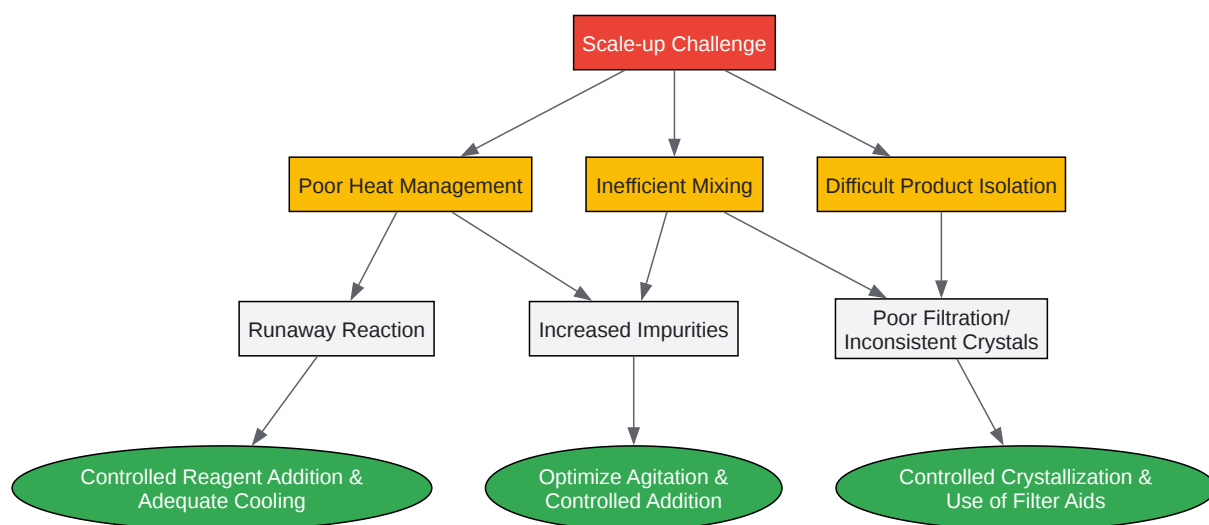 Scale-up Challenge
Poor Heat Management
Inefficient Mixing
Difficult Product Isolation
Runaway Reaction
Increased Impurities
Poor Filtration/
Inconsistent Crystals
Controlled Reagent Addition &
Adequate Cooling
Optimize Agitation &
Controlled Addition
Controlled Crystallization &
Use of Filter Aids